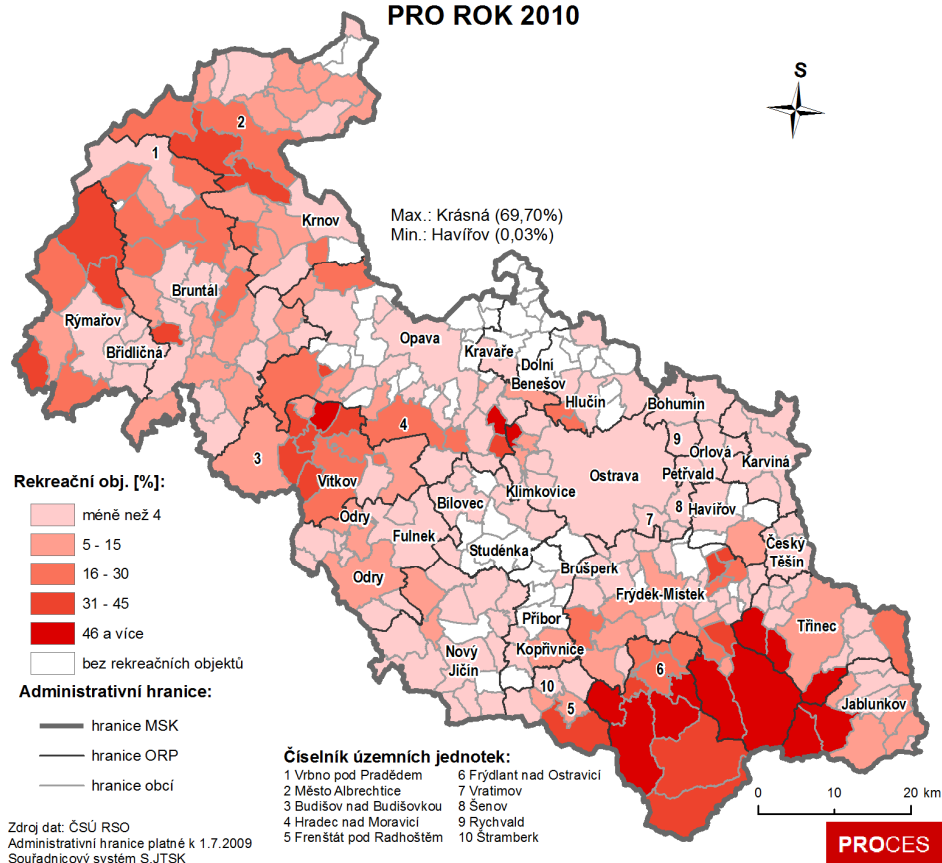 PRO ROK 2010
S
2
1
Krnov
Max.: Krásná (69,70%)
Min.: Havířov (0,03%)
Bruntál
Rýmařov
Břidličná
Opava
Kravaře
Dolní
Benešov
Hlučín
Bohumín
4
9
Orlová
Karviná
3
Petřvald
Ostrava
Vítkov
Klimkovice
Bílovec
8
Havířov
7
Odry
Fulnek
Studénka
Český
Těšín
Brušperk
Odry
Frýdek-Místek
Příbor
Třinec
Kopřivnice
Nový
Jičín
6
10
5
Jablunkov
Rekreační obj. [%]:
méně než 4
5 - 15
16 - 30
31 - 45
46 a více
bez rekreačních objektů
Administrativní hranice:
hranice MSK
hranice ORP
hranice obcí
Číselník územních jednotek:
1 Vrbno pod Pradědem
2 Město Albrechtice
3 Budišov nad Budišovkou
4 Hradec nad Moravicí
5 Frenštát pod Radhoštěm
6 Frýdlant nad Ostravicí
7 Vratimov
8 Šenov
9 Rychvald
10 Štramberk
0 10 20 km
Zdroj dat: ČSÚ RSO
Administrativní hranice platné k 1.7.2009
Souřadnicový systém S.JTSK
PROCES